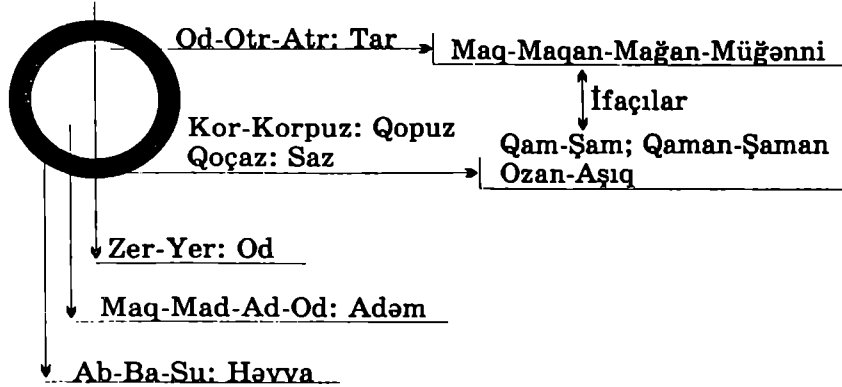 Od-Otr-Atr: Tar
Maq-Maqan-Mağan-Müğənni
İfaçılar
Kor-Korpuz: Qopuz
Qoçaz: Saz
Qam-Şam; Qaman-Şaman
Ozan-Aşıq
Zer-Yer: Od
Maq-Mad-Ad-Od: Adəm
Ab-Ba-Su: Həvva